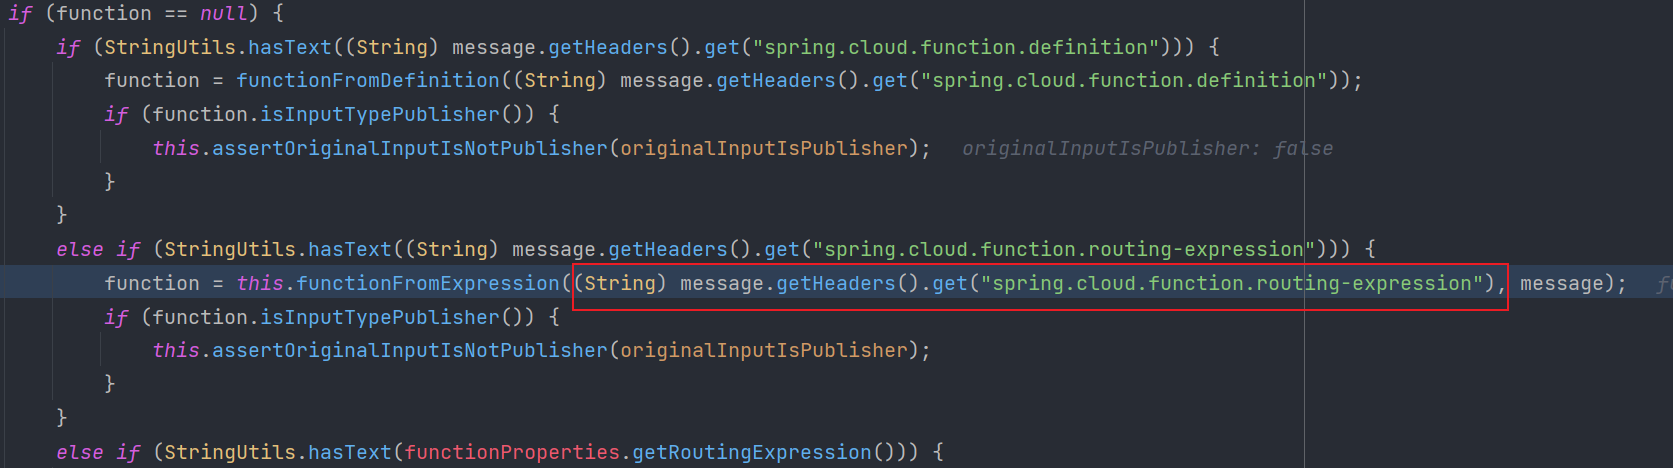 if (function == null) {
if (StringUtils.hasText((String) message.getHeaders().get("spring.cloud.function.definition"))) {
function = functionFromDefinition((String) message.getHeaders().get("spring.cloud.function.definition"));
if (function.isInputTypePublisher()) {
this.assertOriginalInputIsNotPublisher(originalInputIsPublisher); originalInputIsPublisher: false
}
}
else if (StringUtils.hasText((String) message.getHeaders().get("spring.cloud.function.routing-expression"))) {
function = this.functionFromExpression((String) message.getHeaders().get("spring.cloud.function.routing-expression"), message);
if (function.isInputTypePublisher()) {
this.assertOriginalInputIsNotPublisher(originalInputIsPublisher);
}
}
else if (StringUtils.hasText(functionProperties.getRoutingExpression())) {